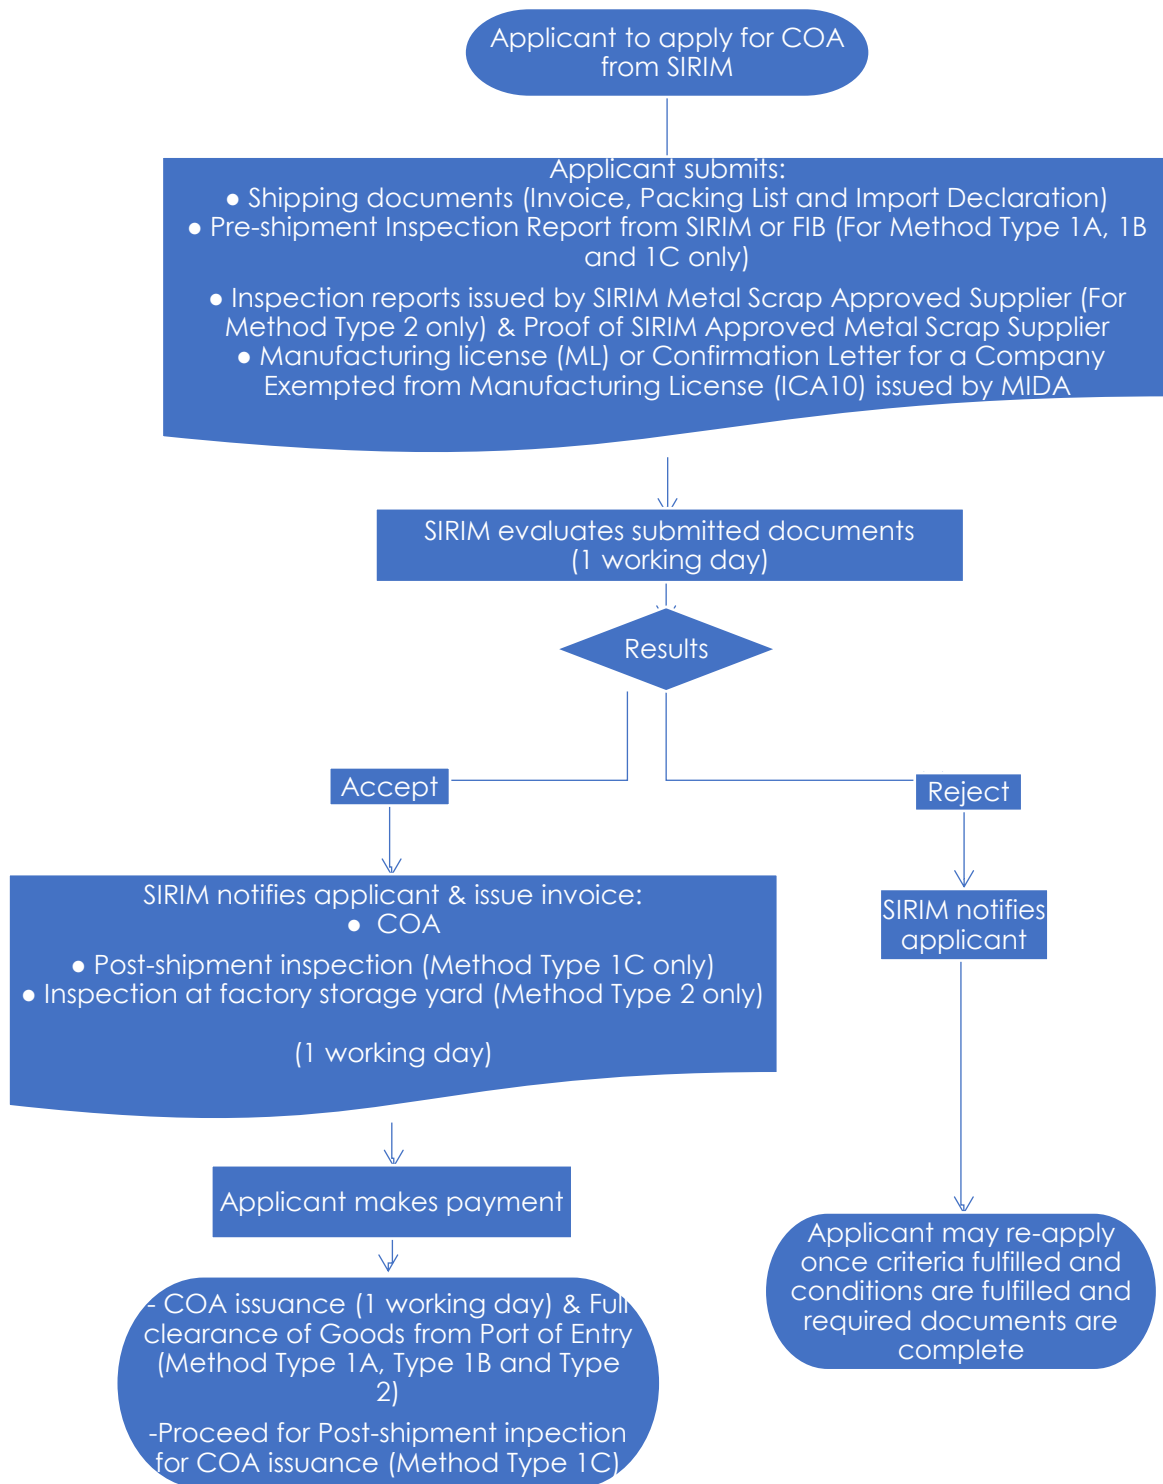 Applicant to apply for COA
from SIRIM
Applicant submits:
● Shipping documents (Invoice, Packing List and Import Declaration)
● Pre-shipment Inspection Report from SIRIM or FIB (For Method Type 1A, 1B
and 1C only)
● Inspection reports issued by SIRIM Metal Scrap Approved Supplier (For
Method Type 2 only) & Proof of SIRIM Approved Metal Scrap Supplier
● Manufacturing license (ML) or Confirmation Letter for a Company
Exempted from Manufacturing License (ICA10) issued by MIDA
SIRIM evaluates submitted documents
(1 working day)
Results
Accept
Reject
SIRIM notifies applicant & issue invoice:
● COA
● Post-shipment inspection (Method Type 1C only)
● Inspection at factory storage yard (Method Type 2 only)
(1 working day)
SIRIM notifies
applicant
Applicant makes payment
- COA issuance (1 working day) & Full
clearance of Goods from Port of Entry
(Method Type 1A, Type 1B and Type
2)
-Proceed for Post-shipment inpection
for COA issuance (Method Type 1C)
Applicant may re-apply
once criteria fulfilled and
conditions are fulfilled and
required documents are
complete